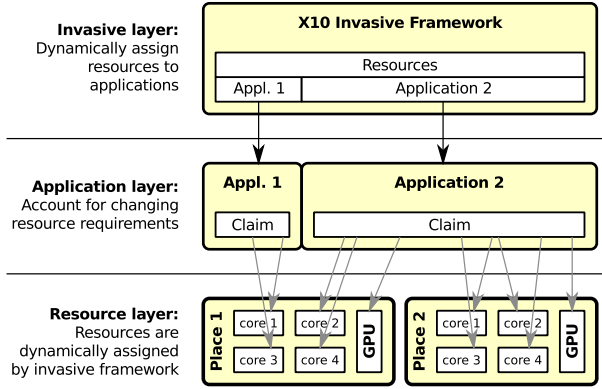 X10 Invasive Framework
Invasive layer:
Dynamically assign
resources to
applications
Resources
Appl. 1
Application 2
Application layer:
Account for changing
resource requirements
Appl. 1
Application 2
Claim
Claim
Resource layer:
Resources are
dynamically assigned
by invasive framework
Place 1
core 1
core 2
core 3
core 4
GPU
Place 2
core 1
core 2
core 3
core 4
GPU